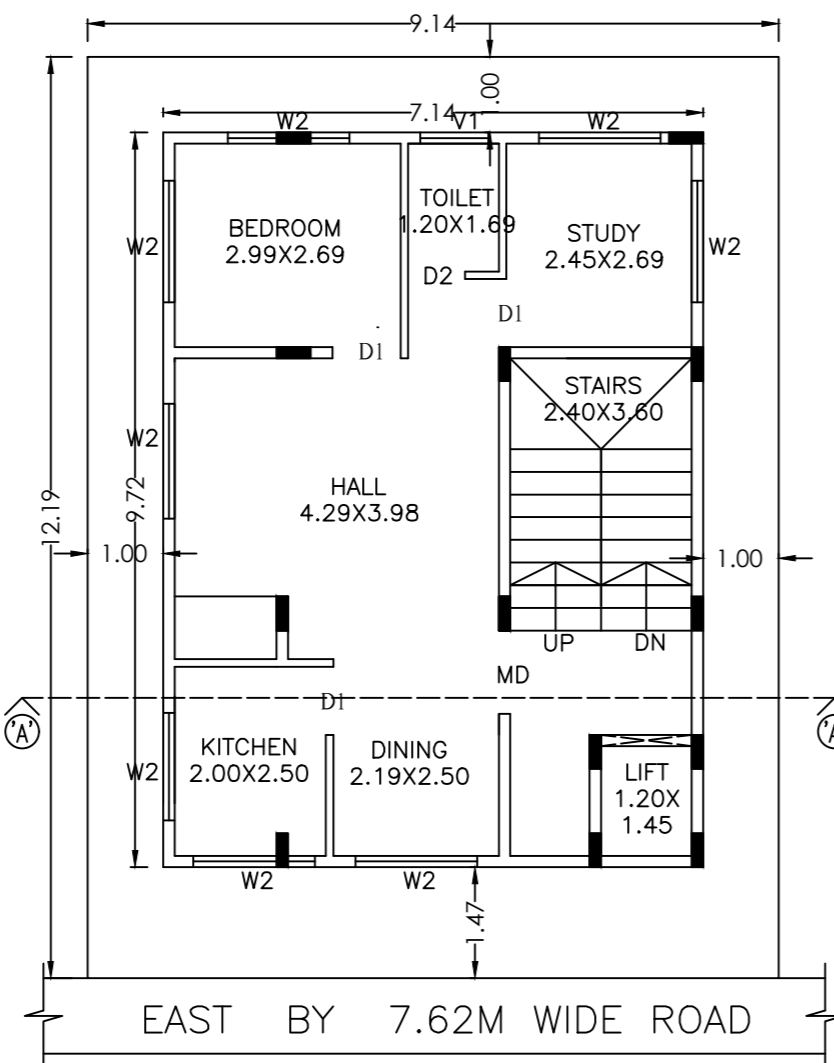 9.14
1.00
7.14
W2
V1
W2
TOILET
1.20X1.69
BEDROOM
2.99X2.69
STUDY
2.45X2.69
W2
W2
D2
D1
D1
STAIRS
2.40X3.60
W2
HALL
4.29X3.98
12.19
9.72
1.00
1.00
UP
DN
MD
D1
'A'
'A'
KITCHEN
2.00X2.50
DINING
2.19X2.50
W2
LIFT
1.20X
1.45
W2
W2
1.47
EAST BY 7.62M WIDE ROAD